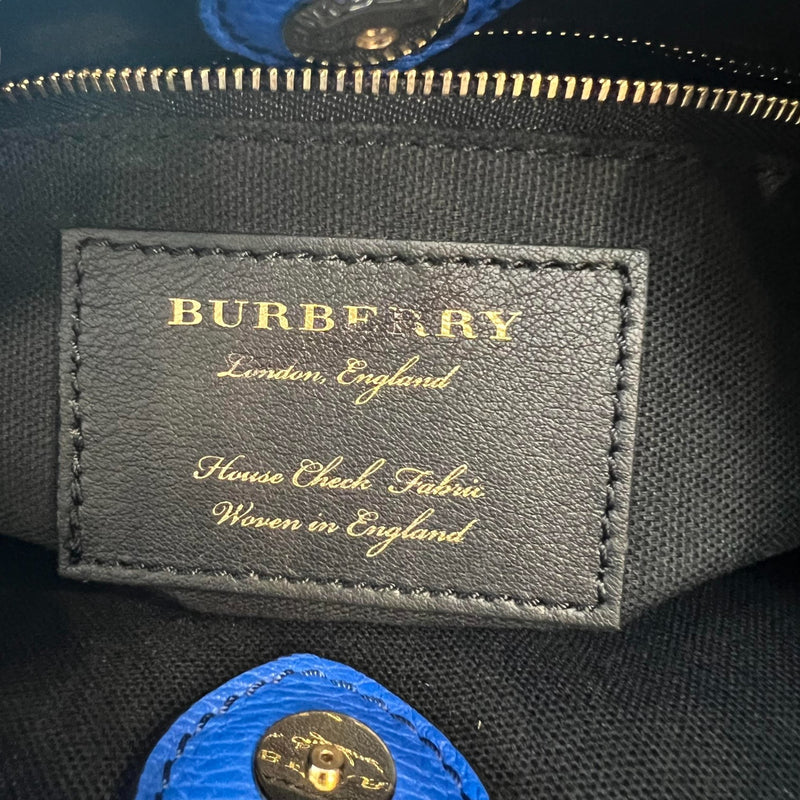 BURBERRY
London, England
House Check Fabric
Woven in England